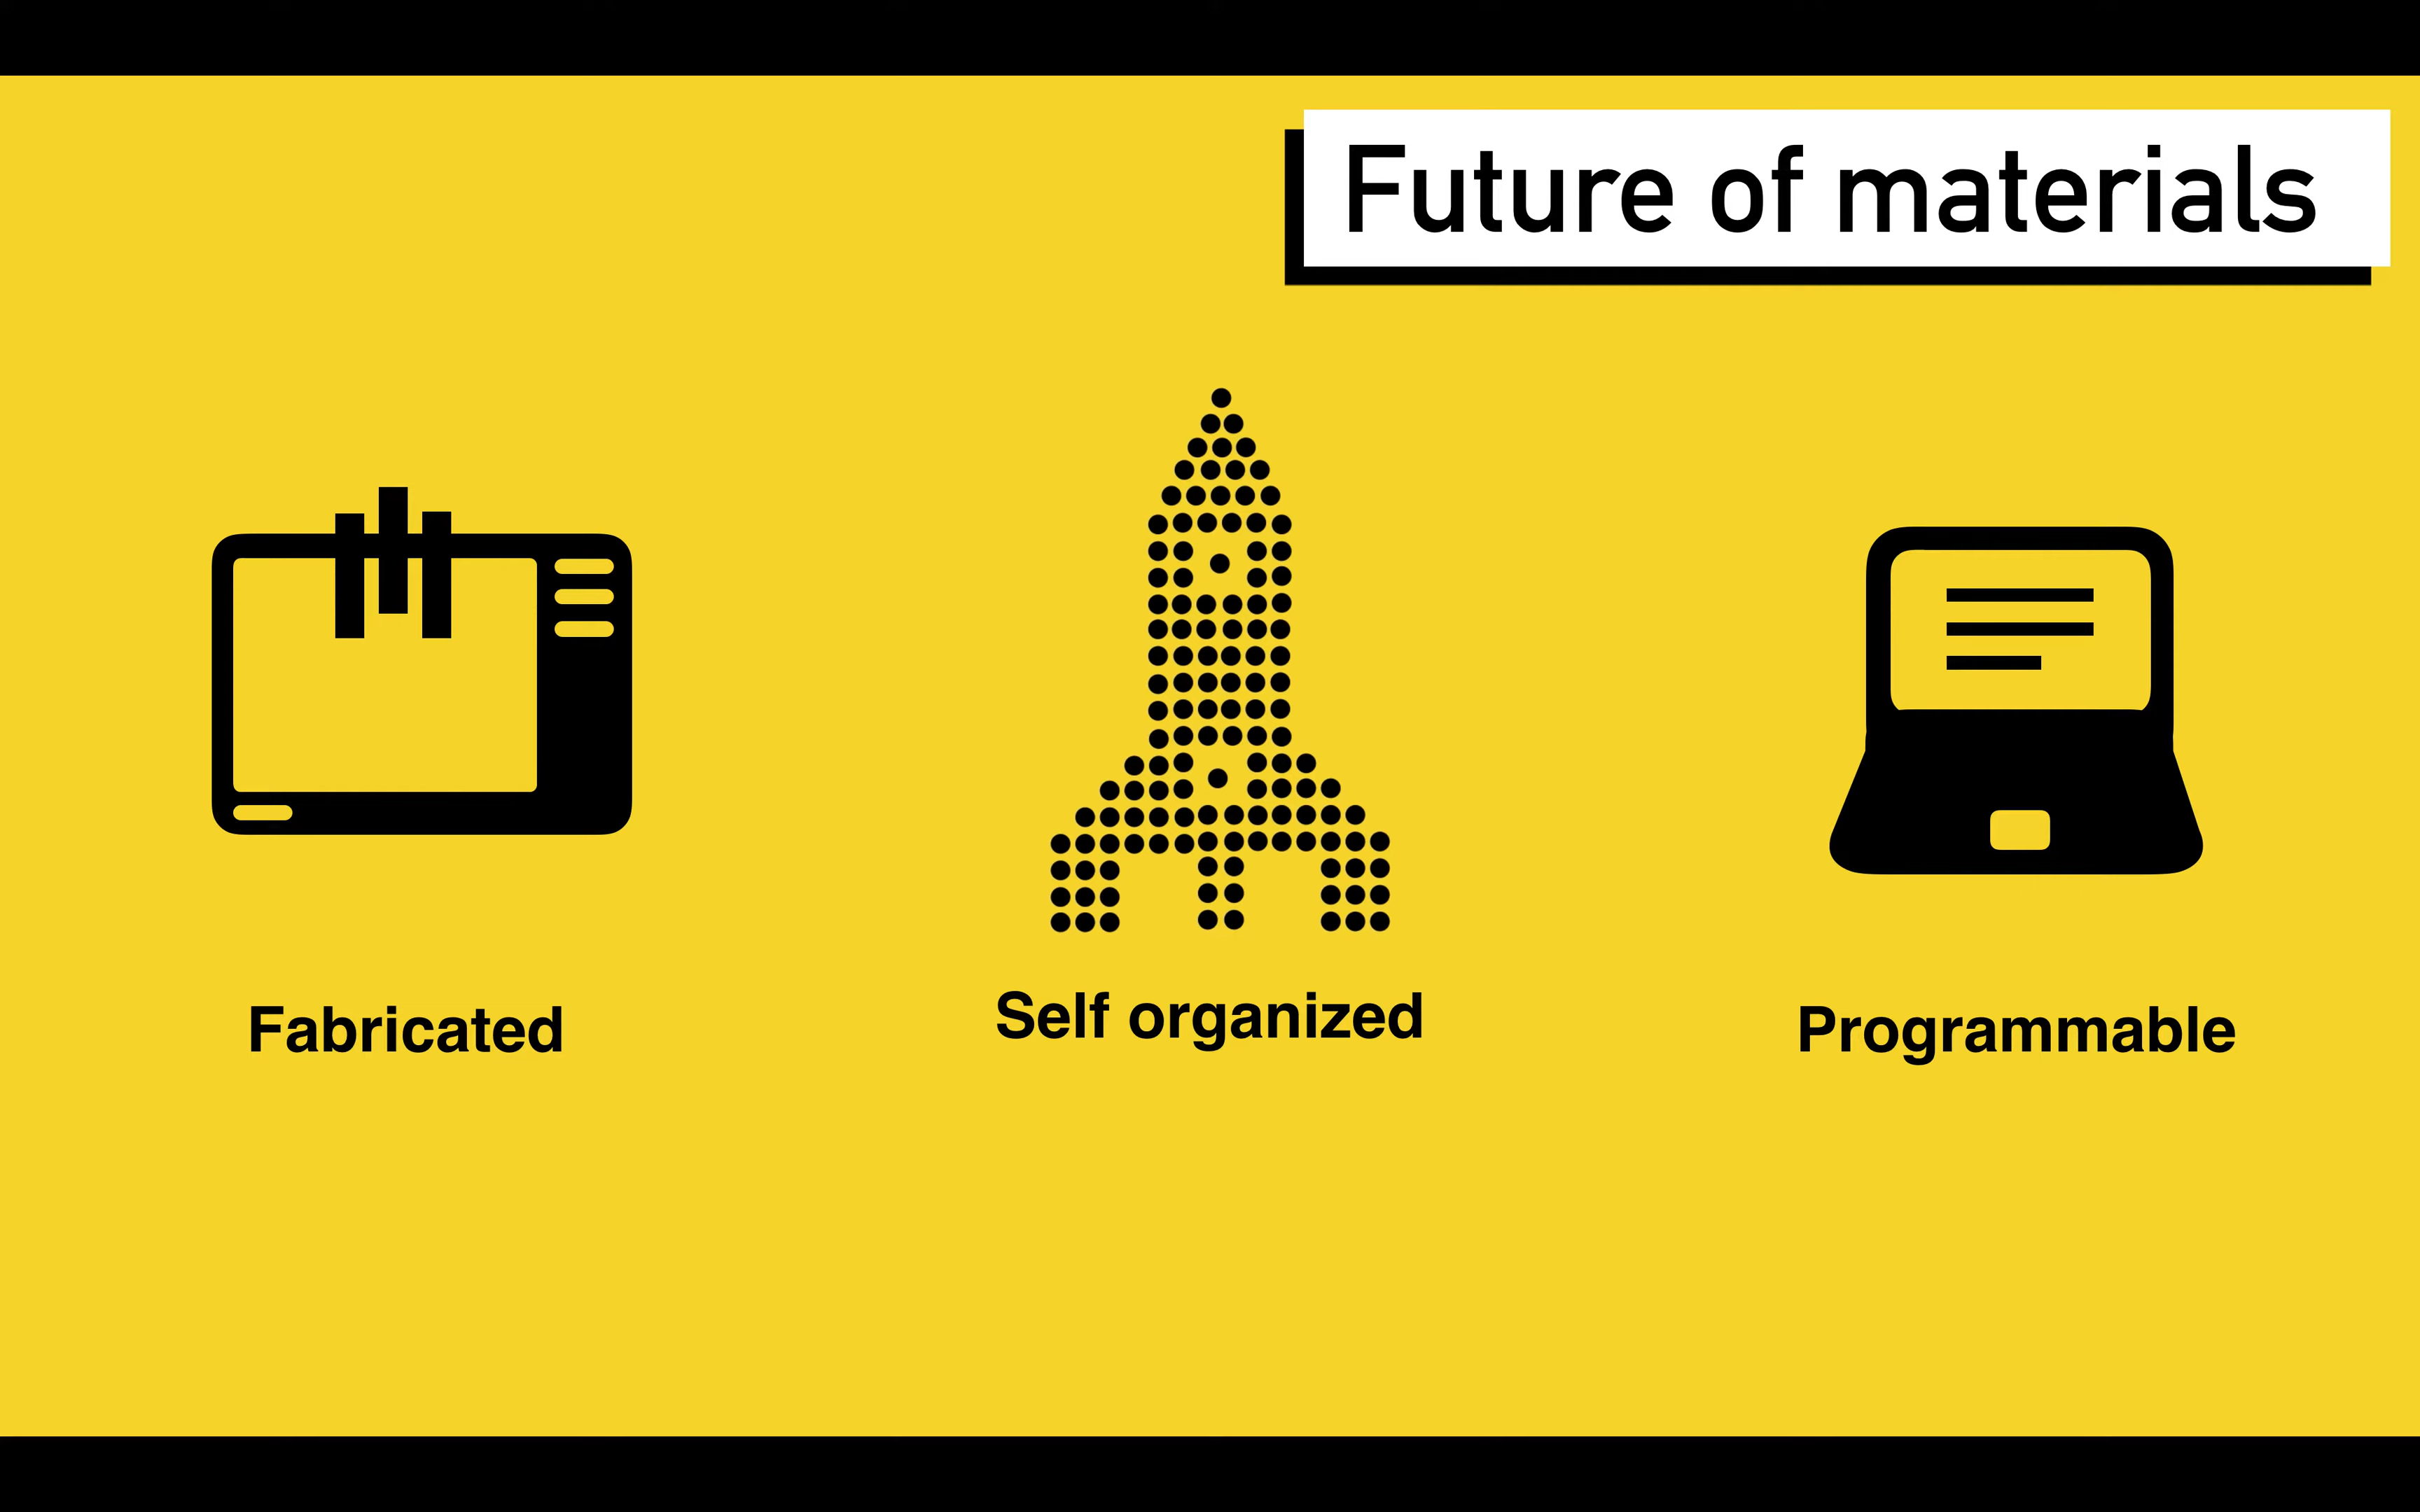 Future of materials
Fabricated
Self organized
Programmable